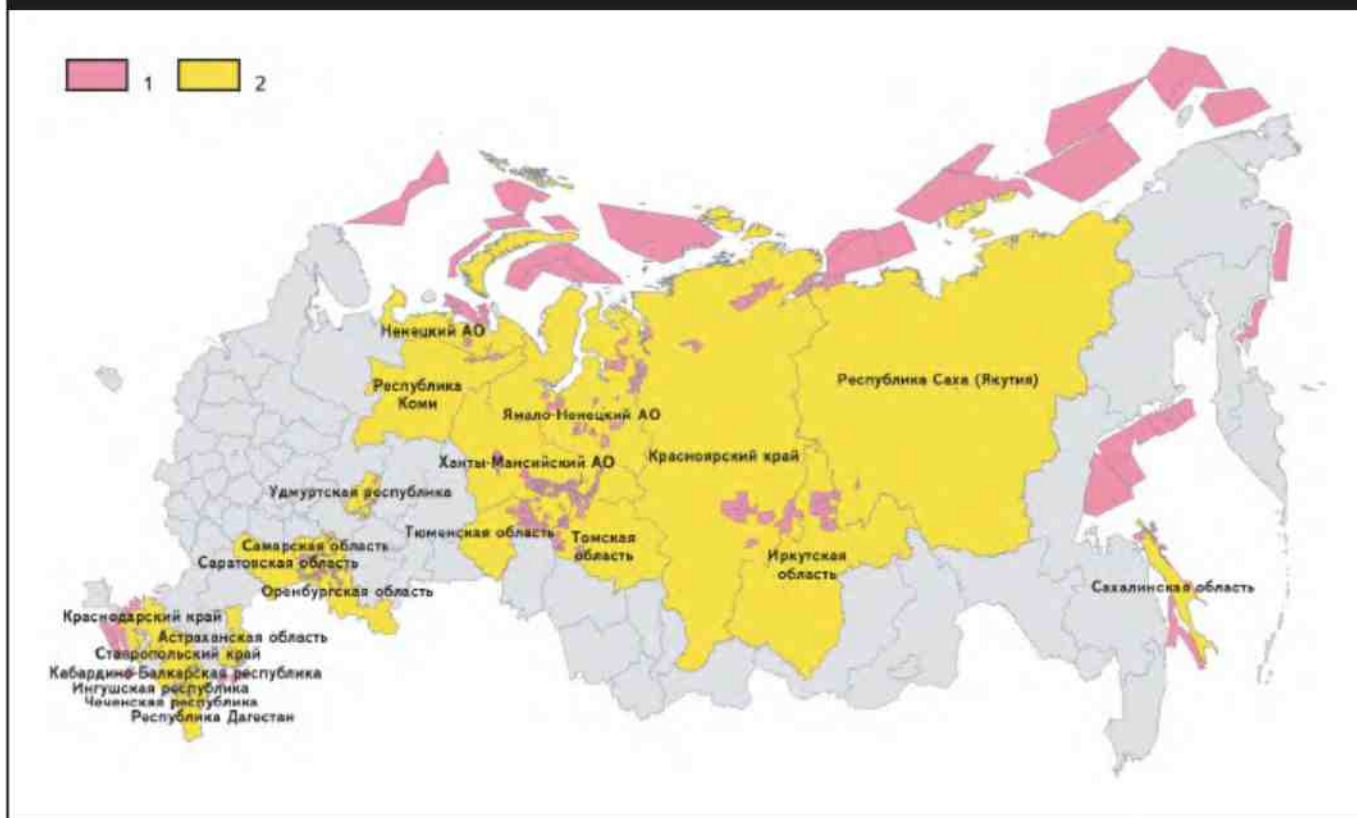 1
2
Ненецкий АО
Республика
Коми
Ямало-Ненецкий АО
Республика Саха (Якутия)
Красноярский край
Ханты-Мансийский АО
Удмуртская республика
Тюменская область
Томская
область
Самарская область
Саратовская область
Оренбургская область
Иркутская
область
Сахалинская область
Краснодарский край
Астраханская область
Ставропольский край
Кабардино-Балкарская республика
Ингушская республика
Чеченская республика
Республика Дагестан